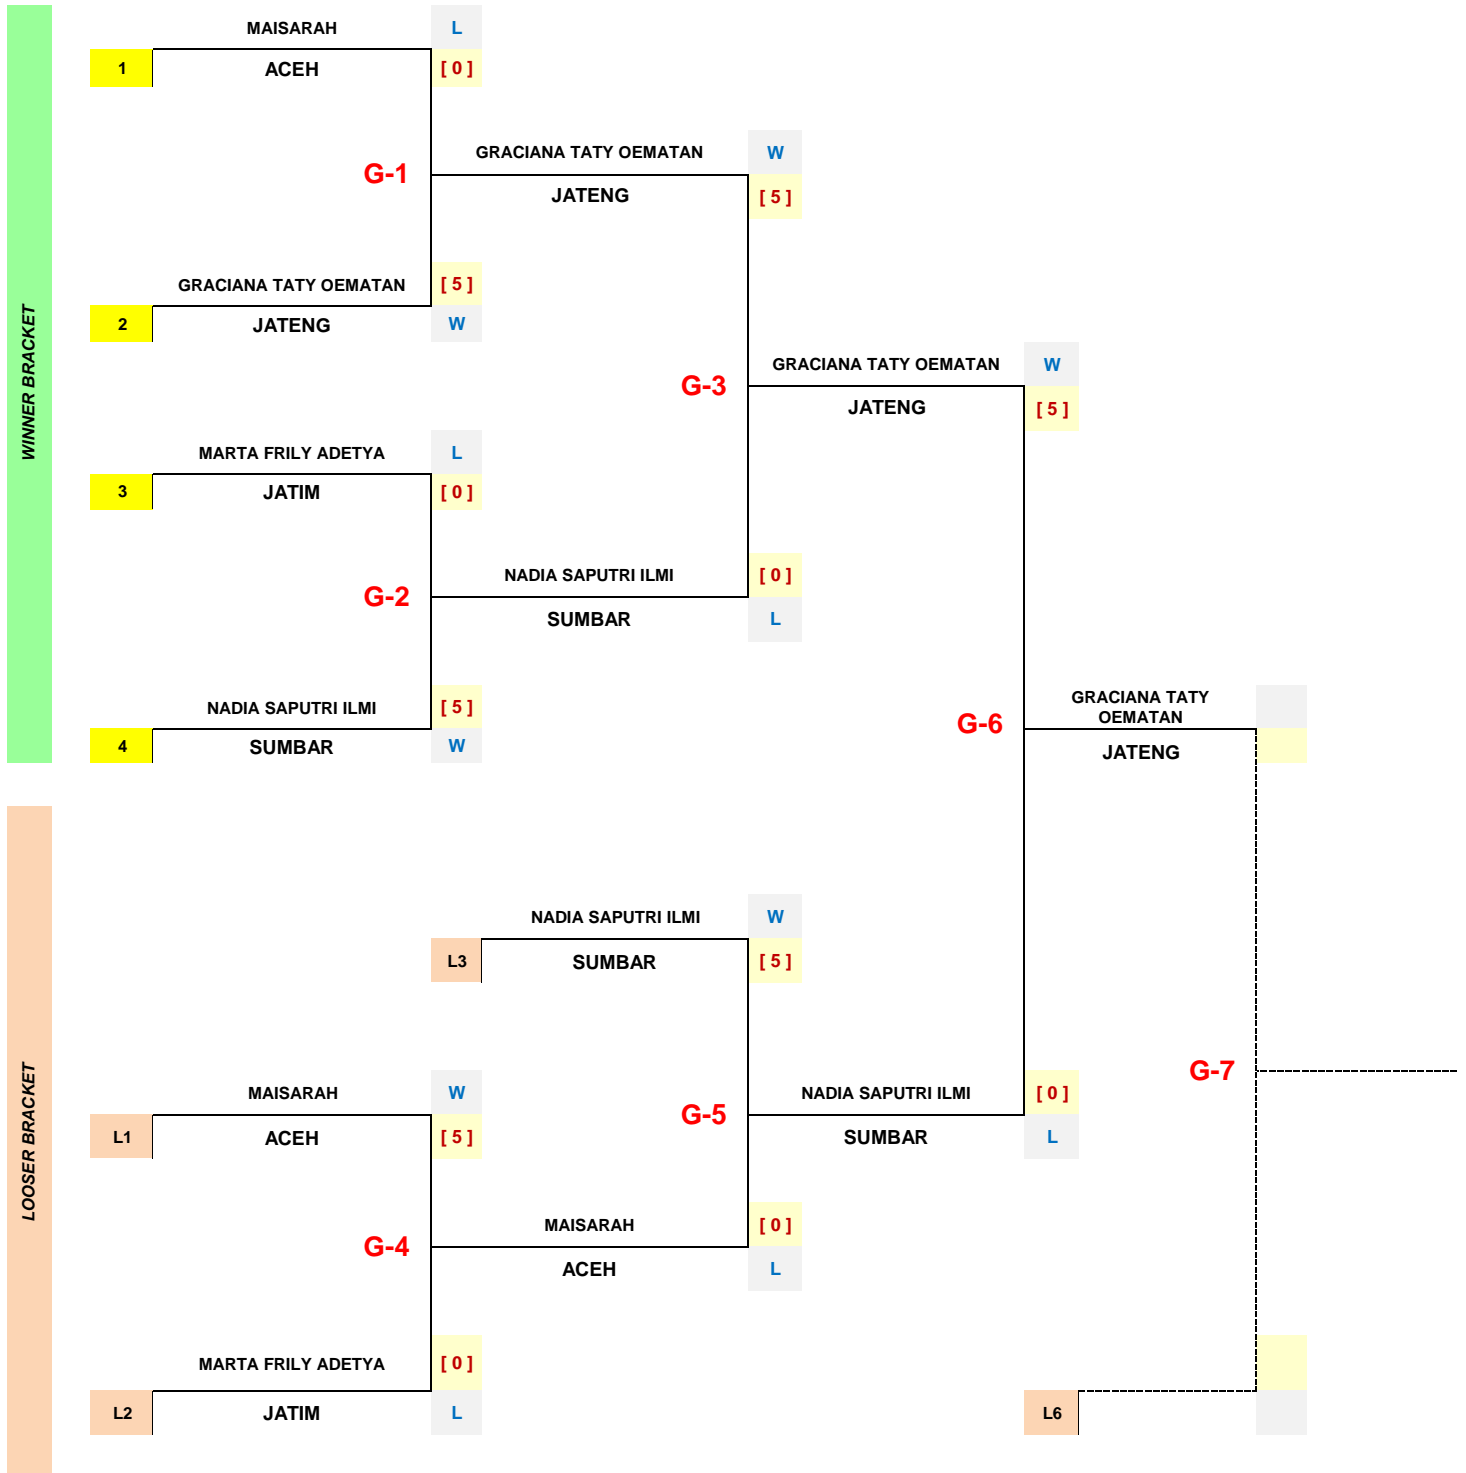 MAISARAH
L
1
ACEH
[ 0 ]
GRACIANA TATY OEMATAN
W
G-1
JATENG
[ 5 ]
GRACIANA TATY OEMATAN
[ 5 ]
2
JATENG
W
WINNER BRACKET
GRACIANA TATY OEMATAN
W
G-3
JATENG
[ 5 ]
MARTA FRILY ADETYA
L
3
JATIM
[ 0 ]
NADIA SAPUTRI ILMI
[ 0 ]
G-2
SUMBAR
L
NADIA SAPUTRI ILMI
[ 5 ]
4
SUMBAR
W
G-6
GRACIANA TATY
OEMATAN
JATENG
NADIA SAPUTRI ILMI
W
L3
SUMBAR
[ 5 ]
LOOSER BRACKET
MAISARAH
W
L1
ACEH
[ 5 ]
G-5
NADIA SAPUTRI ILMI
[ 0 ]
SUMBAR
L
G-7
MAISARAH
[ 0 ]
G-4
ACEH
L
MARTA FRILY ADETYA
[ 0 ]
L2
JATIM
L
L6